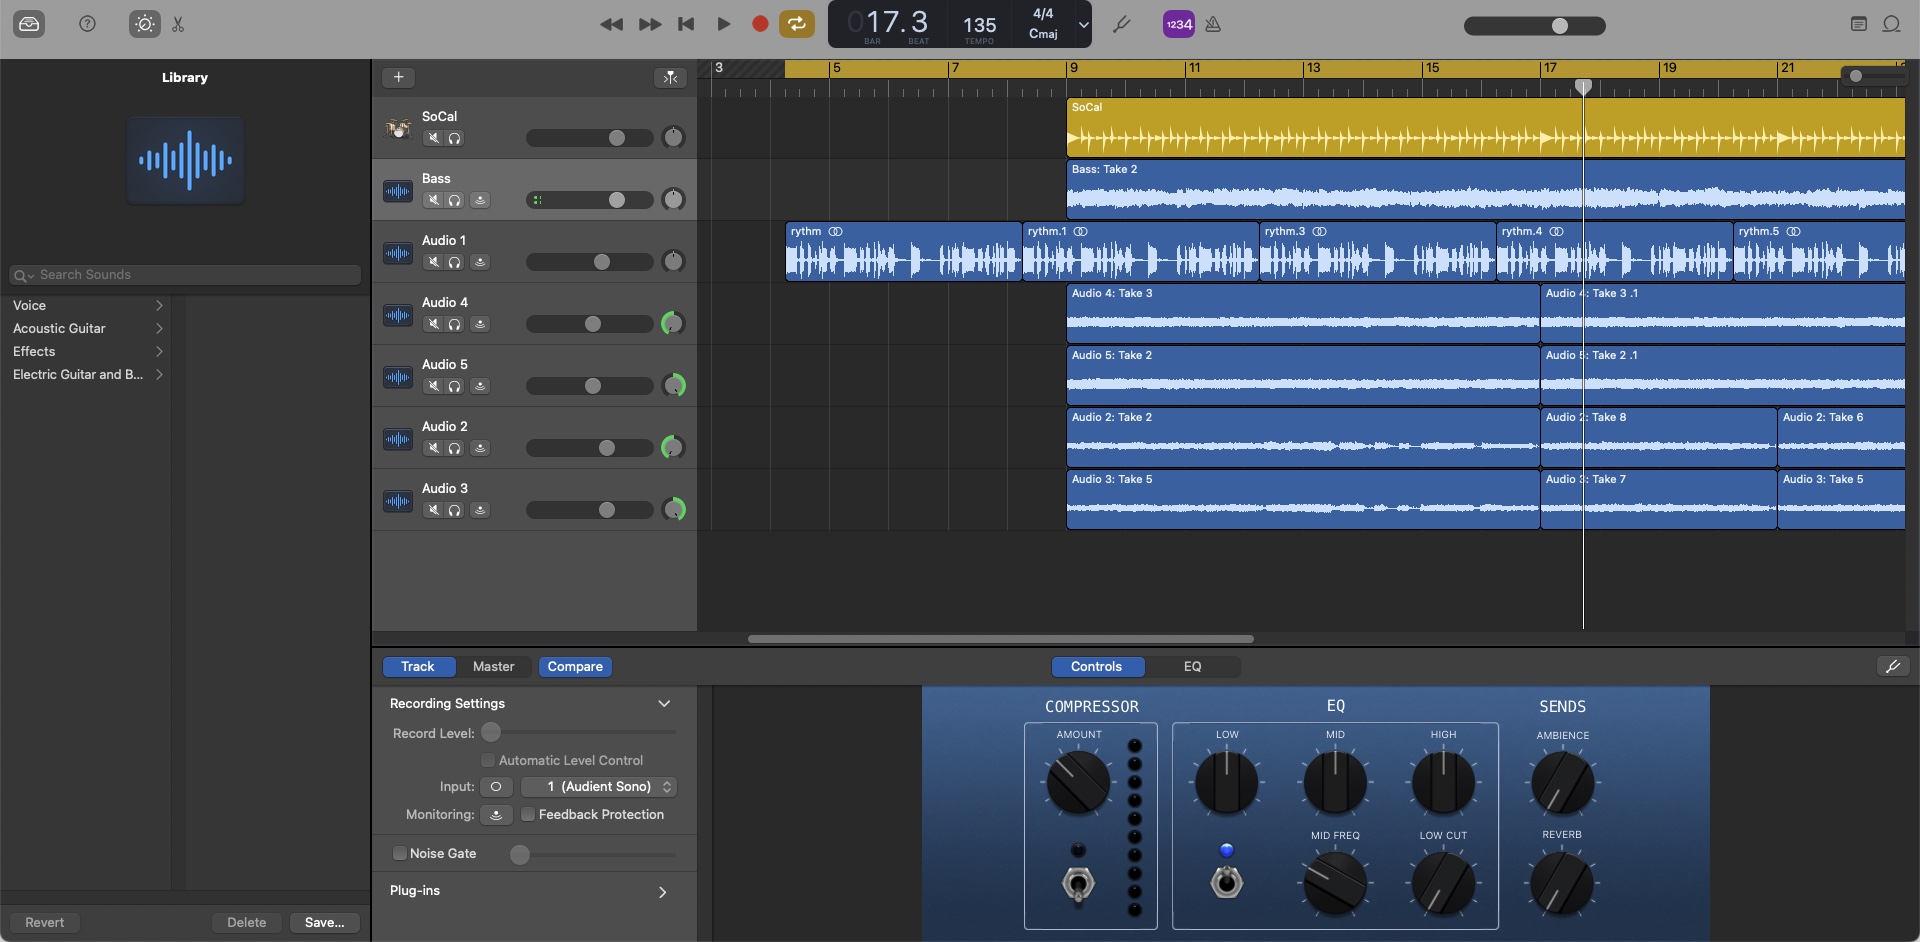 017.3
BAR BEAT
135
TEMPO
4/4
Cmaj
1234
Library
Search Sounds
Voice
Acoustic Guitar
Effects
Electric Guitar and B...
Revert
Delete
Save...
3 5 7 9 11 13 15 17 19 21
SoCal
SoCal
Bass
Bass: Take 2
Audio 1
rythm
rythm.1
rythm.3
rythm.4
rythm.5
Audio 4
Audio 4: Take 3
Audio 4: Take 3 .1
Audio 5
Audio 5: Take 2
Audio 5: Take 2 .1
Audio 2
Audio 2: Take 2
Audio 2: Take 8
Audio 2: Take 6
Audio 3
Audio 3: Take 5
Audio 3: Take 7
Audio 3: Take 5
Track
Master
Compare
Controls
EQ
Recording Settings
Record Level:
Automatic Level Control
Input:
1 (Audient Sono)
Monitoring:
Feedback Protection
Noise Gate
Plug-ins
COMPRESSOR
AMOUNT
EQ
LOW
MID
HIGH
MID FREQ
LOW CUT
SENDS
AMBIENCE
REVERB